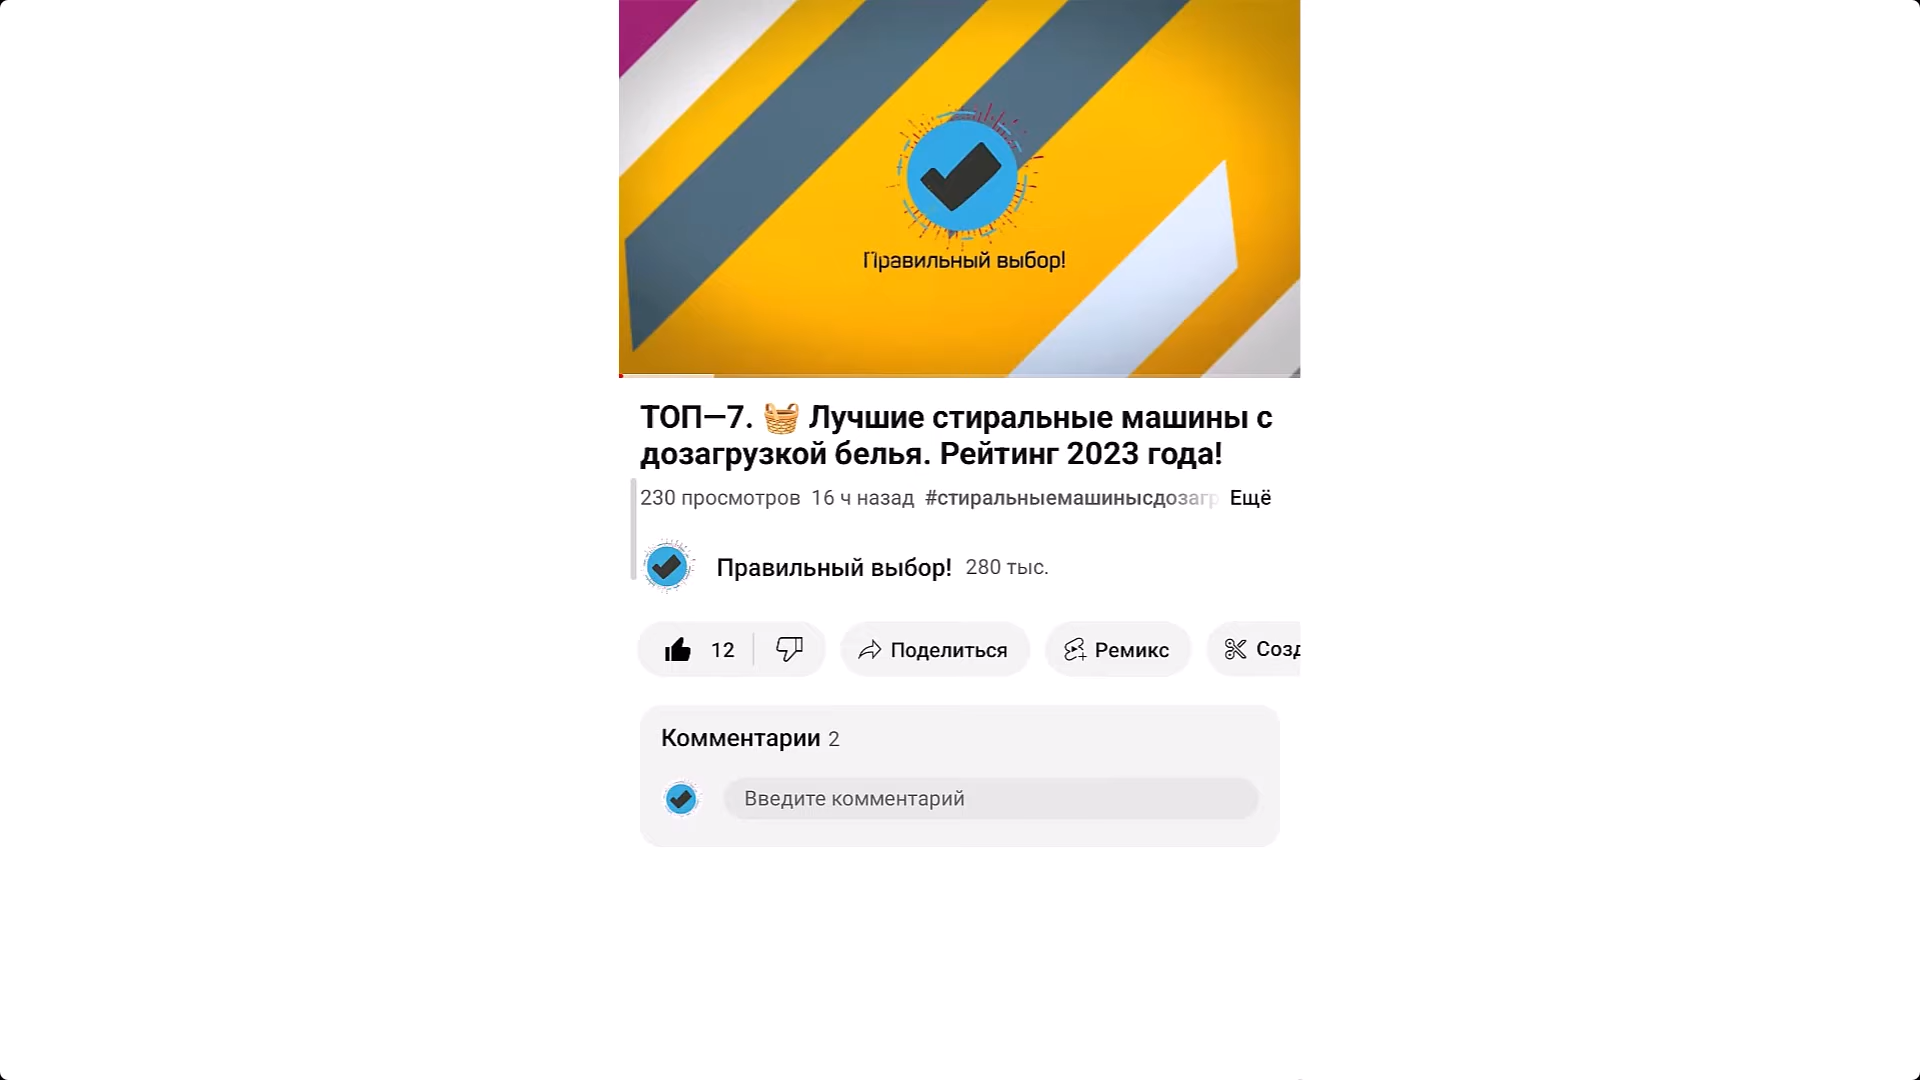 Правильный выбор!
ТОП—7. 🧺 Лучшие стиральные машины с
дозагрузкой белья. Рейтинг 2023 года!
230 просмотров 16 ч назад #стиральныемашинысдозагр Ещё
Правильный выбор! 280 тыс.
12 Поделиться Ремикс Созд
Комментарии 2
Введите комментарий